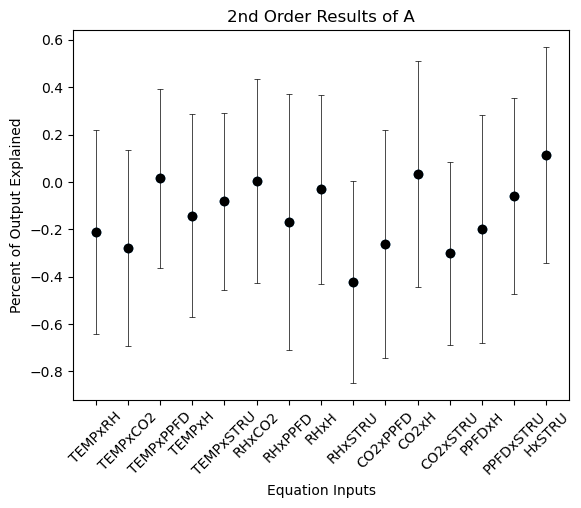 2nd Order Results of A
Percent of Output Explained
0.6
0.4
0.2
0.0
−0.2
−0.4
−0.6
−0.8
TEMPxRH
TEMPxCO2
TEMPxPPFD
TEMPxH
TEMPxSTRU
RHxCO2
RHxPPFD
RHxH
RHxSTRU
CO2xPPFD
CO2xH
CO2xSTRU
PPFDxH
PPFDxSTRU
HxSTRU
Equation Inputs